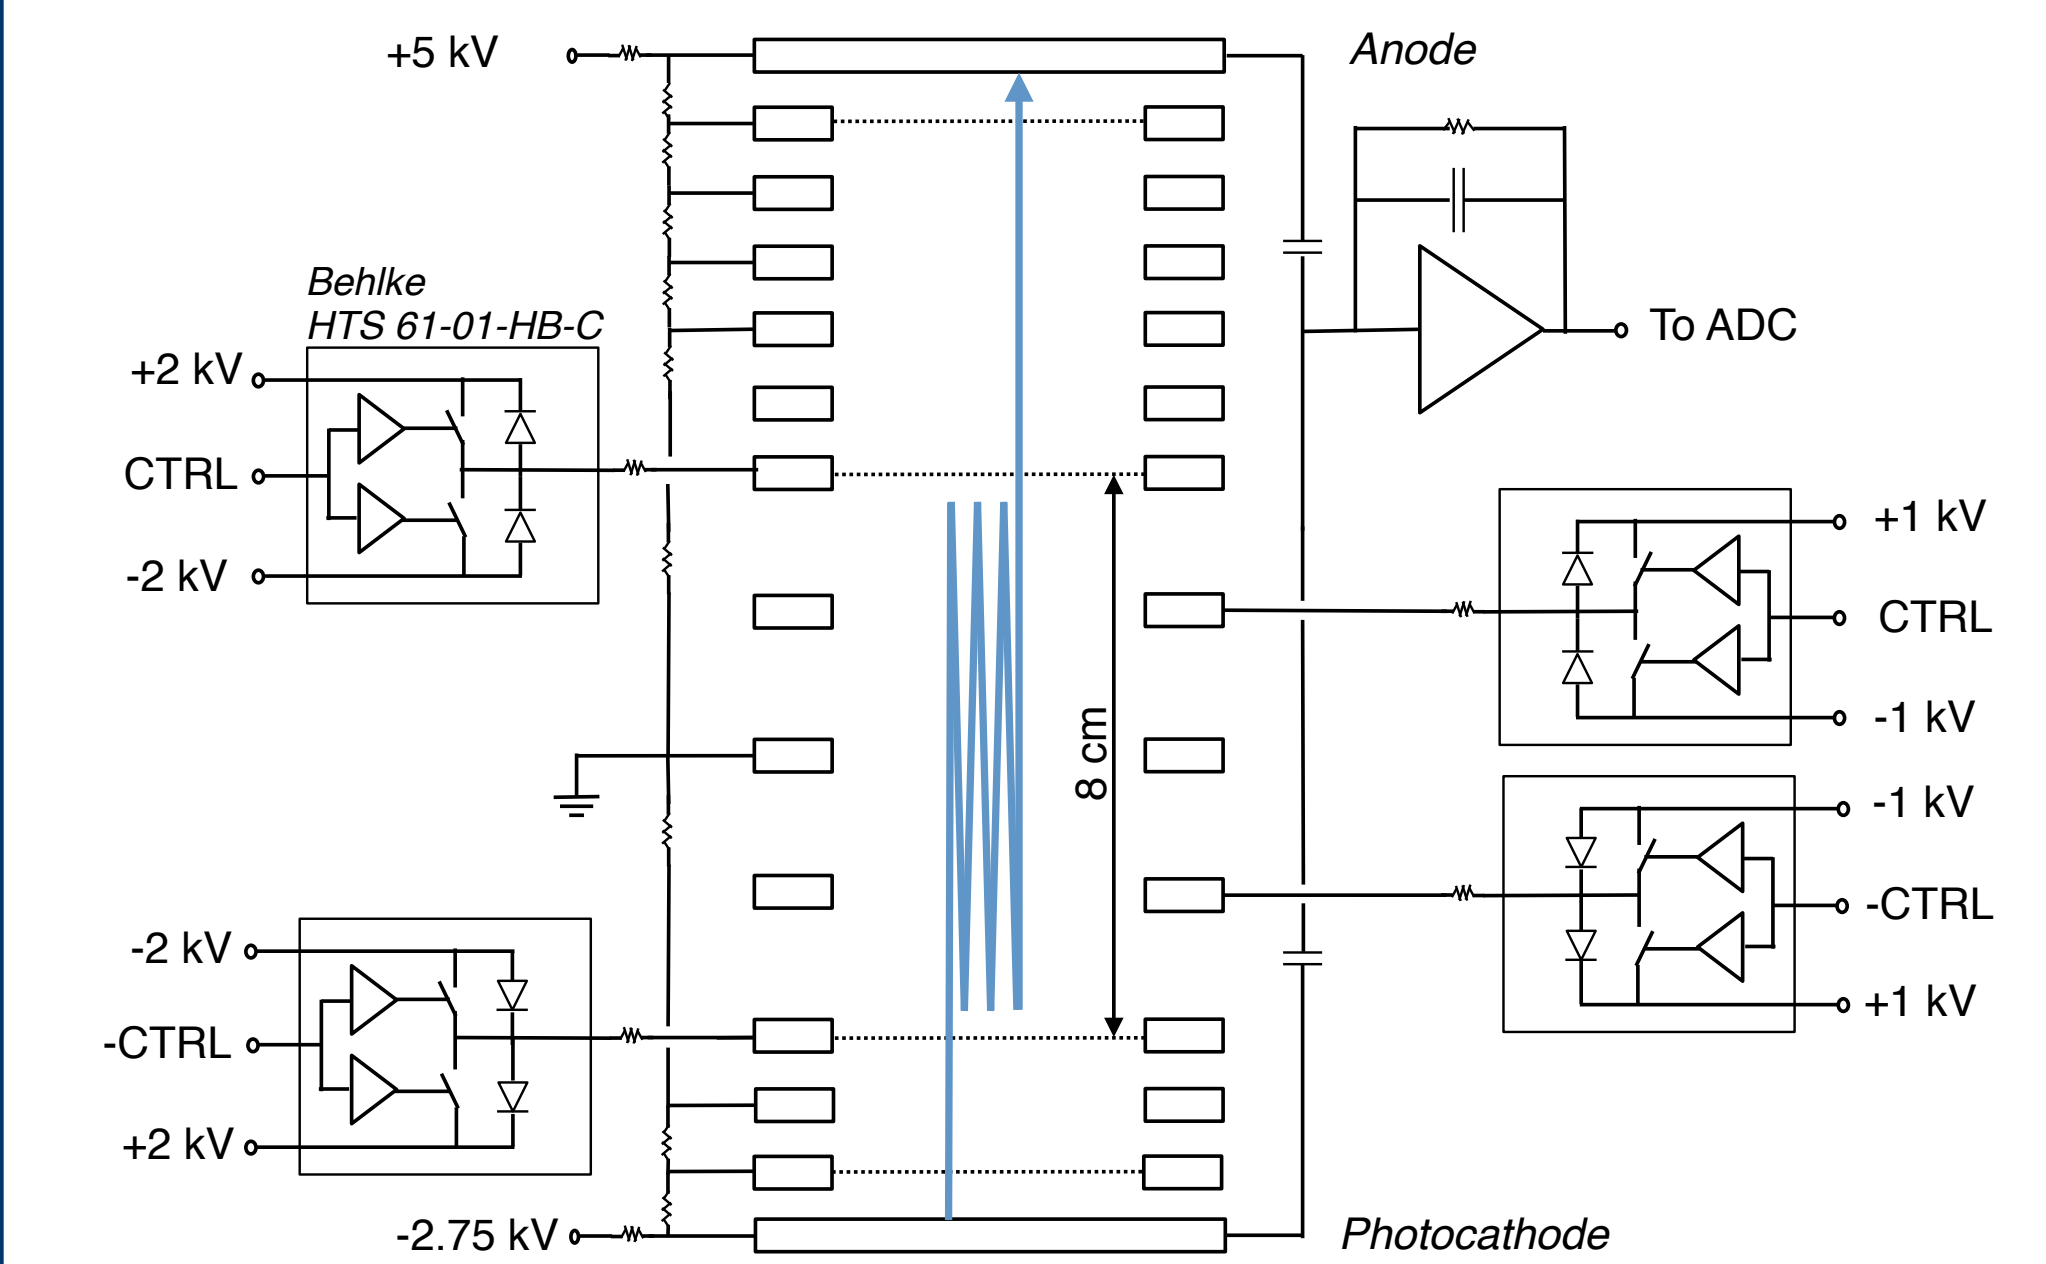 +5 kV
Anode
Behlke
HTS 61-01-HB-C
+2 kV
To ADC
CTRL
-2 kV
+1 kV
CTRL
-1 kV
8 cm
-1 kV
-CTRL
+1 kV
-2 kV
-CTRL
+2 kV
-2.75 kV
Photocathode